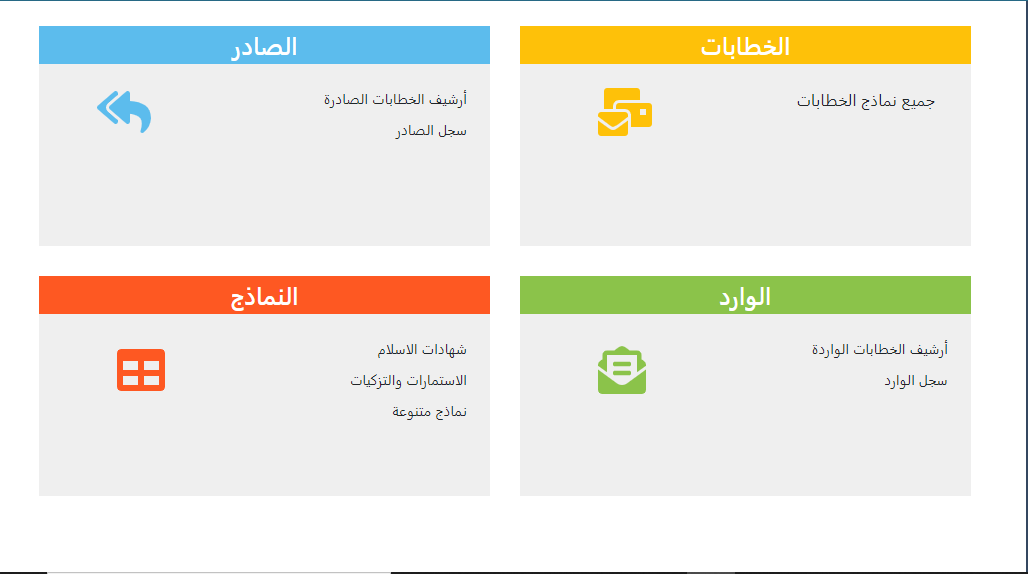 الخطابات
جميع نماذج الخطابات
الصادر
أرشيف الخطابات الصادرة
سجل الصادر
الوارد
أرشيف الخطابات الواردة
سجل الوارد
النماذج
شهادات الاسلام
الاستمارات والتزكيات
نماذج متنوعة